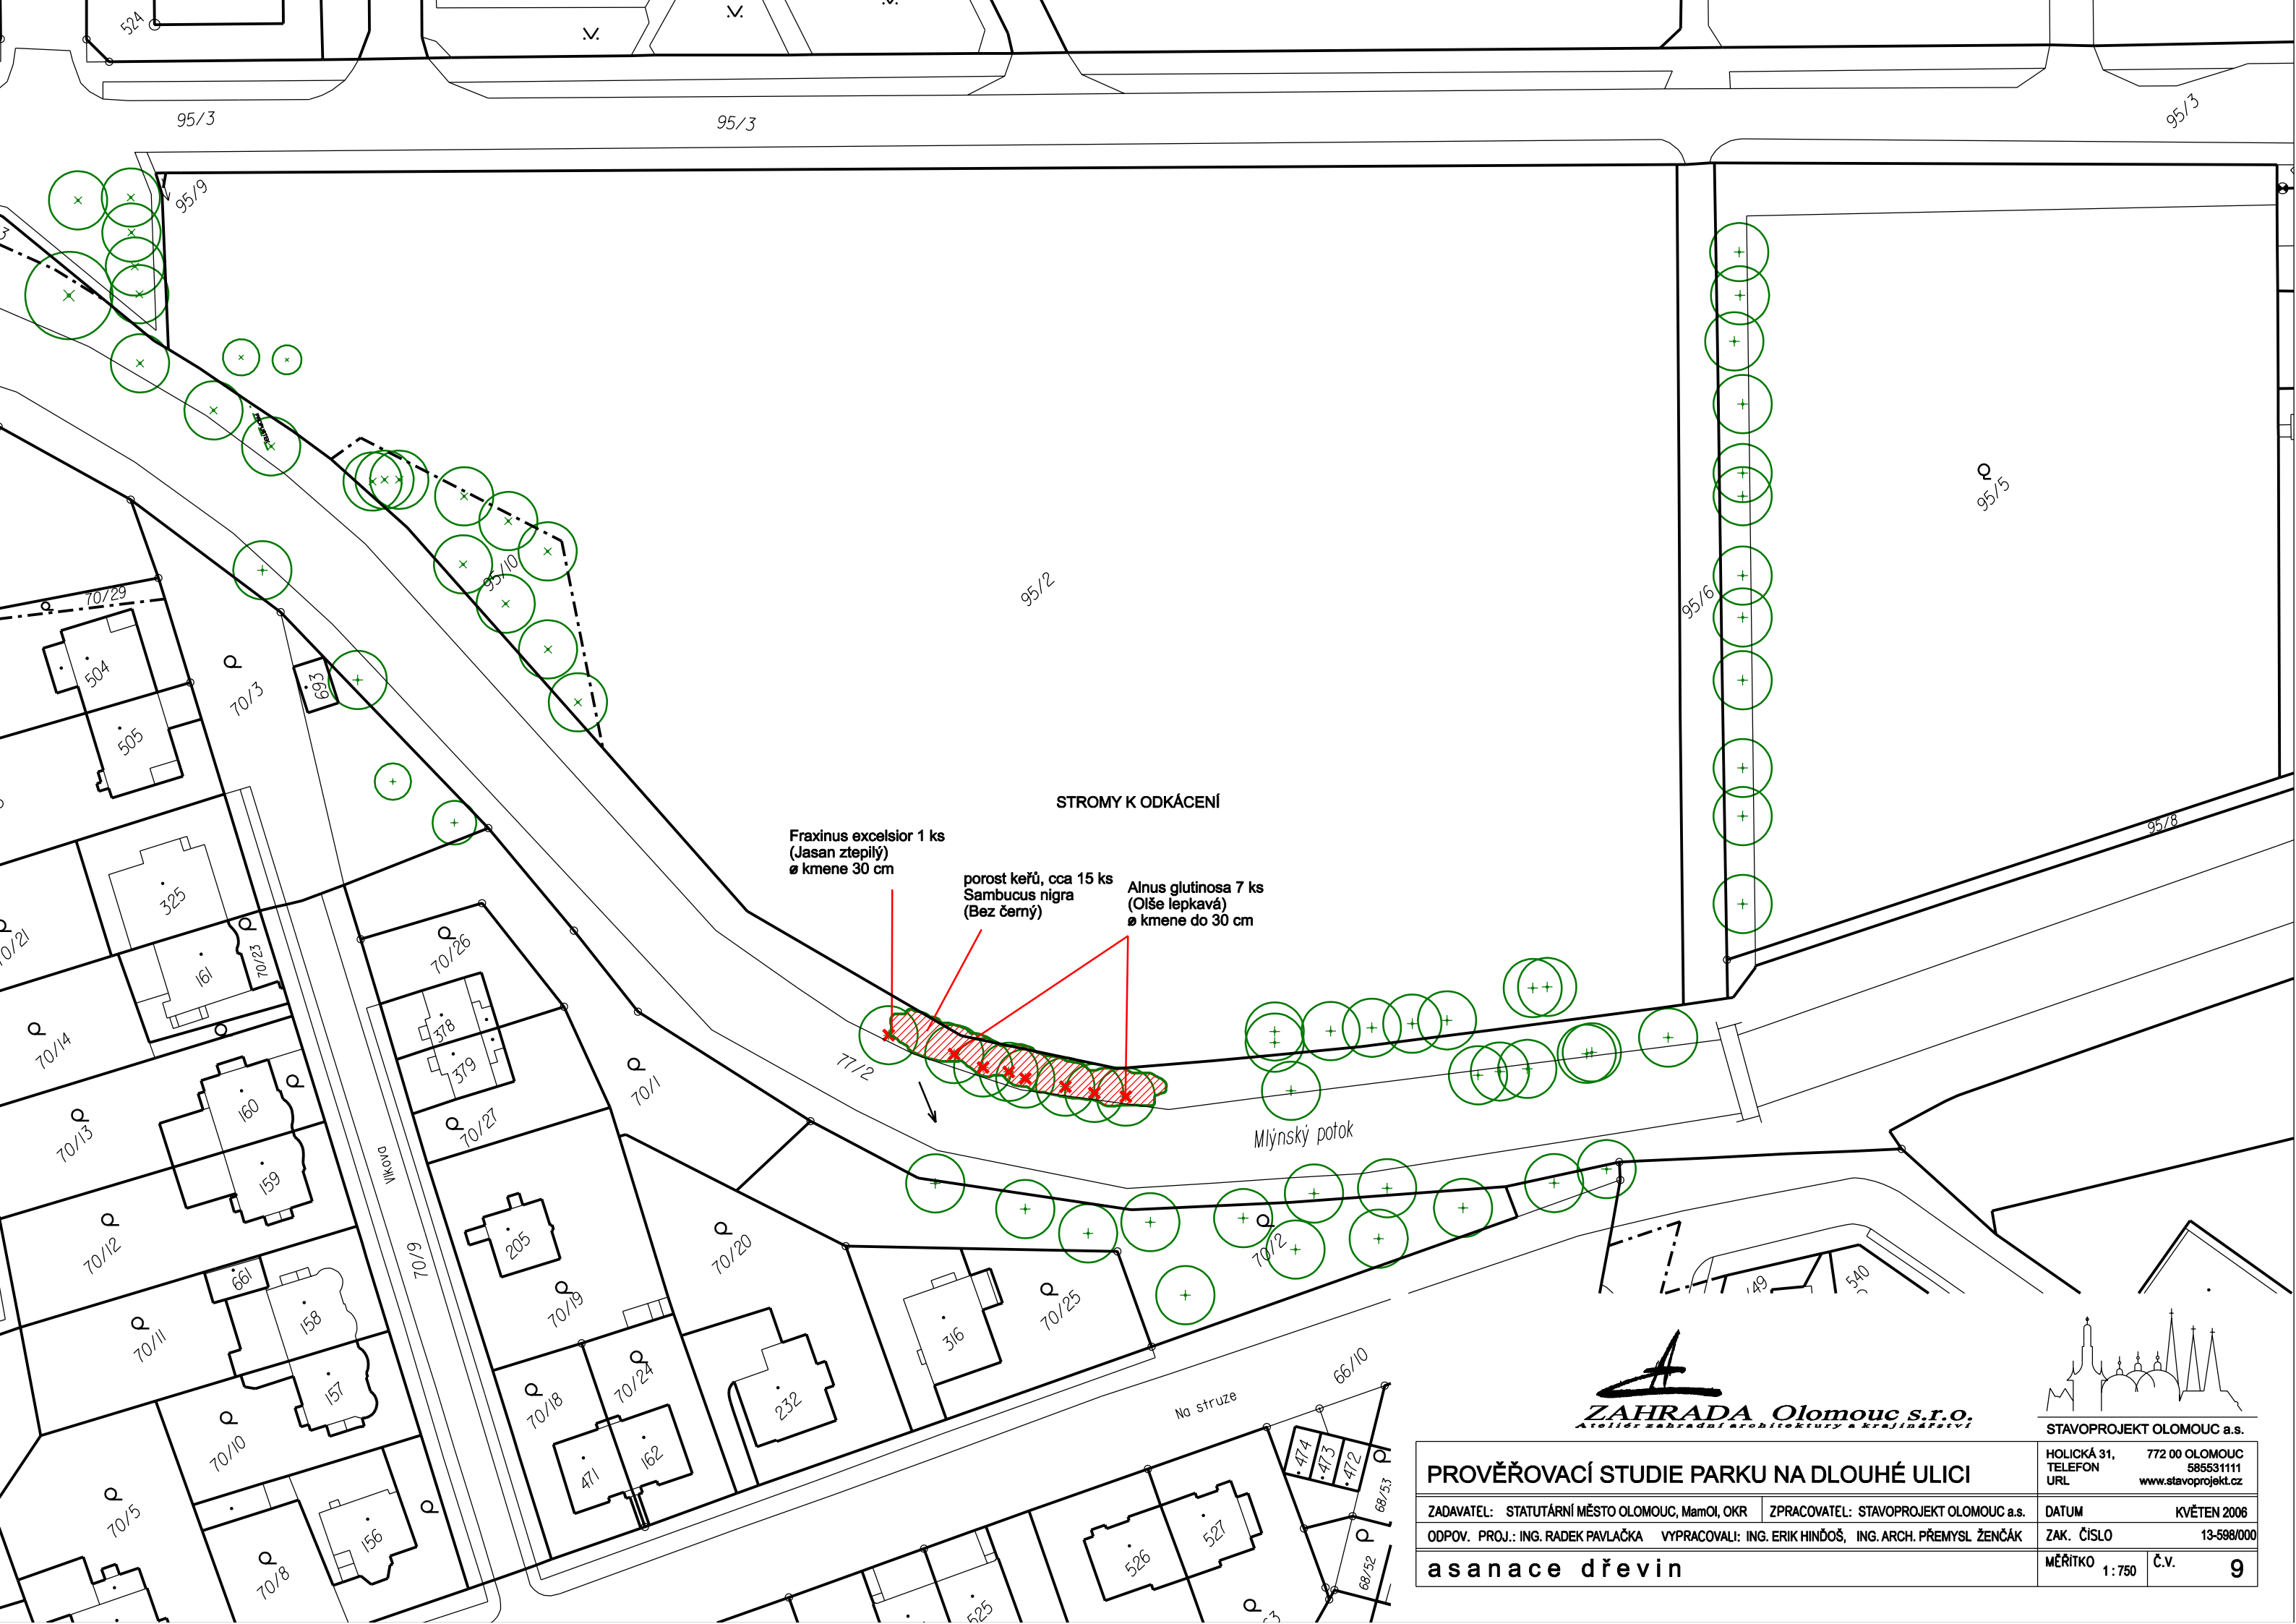 524
95/3
95/3
95/3
95/9
95/10
95/2
95/6
95/5
95/8
70/29
504
505
70/3
693
STROMY K ODKÁCENÍ
Fraxinus excelsior 1 ks
(Jasan ztepilý)
ø kmene 30 cm
porost keřů, cca 15 ks
Sambucus nigra
(Bez černý)
Alnus glutinosa 7 ks
(Olše lepkavá)
ø kmene do 30 cm
325
161
70/23
70/21
70/14
70/26
378
379
70/27
70/1
77/2
Mlýnský potok
160
159
70/13
70/12
Vlkova
70/9
205
70/20
70/2
661
158
157
70/11
70/19
316
70/25
149
540
70/10
70/18
70/24
232
471
162
Na struze
66/10
474
473
472
68/53
68/52
70/5
70/8
156
525
526
527
ZAHRADA Olomouc s.r.o.
Ateliér zahradní architektury a krajinářství
STAVOPROJEKT OLOMOUC a.s.
HOLICKÁ 31, 772 00 OLOMOUC
TELEFON 585531111
URL www.stavoprojekt.cz
PROVĚŘOVACÍ STUDIE PARKU NA DLOUHÉ ULICI
ZADAVATEL: STATUTÁRNÍ MĚSTO OLOMOUC, MamOl, OKR ZPRACOVATEL: STAVOPROJEKT OLOMOUC a.s.
DATUM KVĚTEN 2006
ODPOV. PROJ.: ING. RADEK PAVLAČKA VYPRACOVALI: ING. ERIK HINĎOŠ, ING. ARCH. PŘEMYSL ŽENČÁK
ZAK. ČÍSLO 13-598/000
asanace dřevin
MĚŘÍTKO 1:750 Č.V. 9